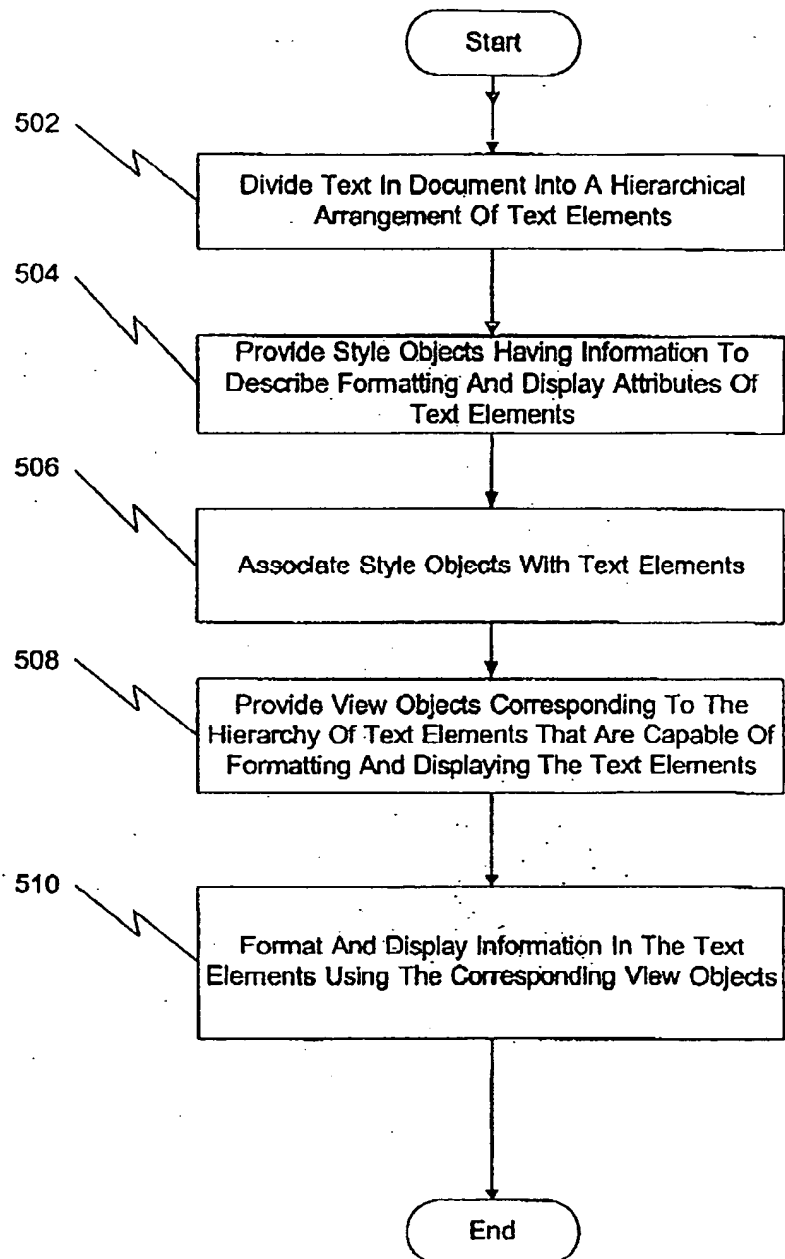 Start
502
Divide Text In Document Into A Hierarchical
Arrangement Of Text Elements
504
Provide Style Objects Having Information To
Describe Formatting And Display Attributes Of
Text Elements
506
Associate Style Objects With Text Elements
508
Provide View Objects Corresponding To The
Hierarchy Of Text Elements That Are Capable Of
Formatting And Displaying The Text Elements
510
Format And Display Information In The Text
Elements Using The Corresponding View Objects
End